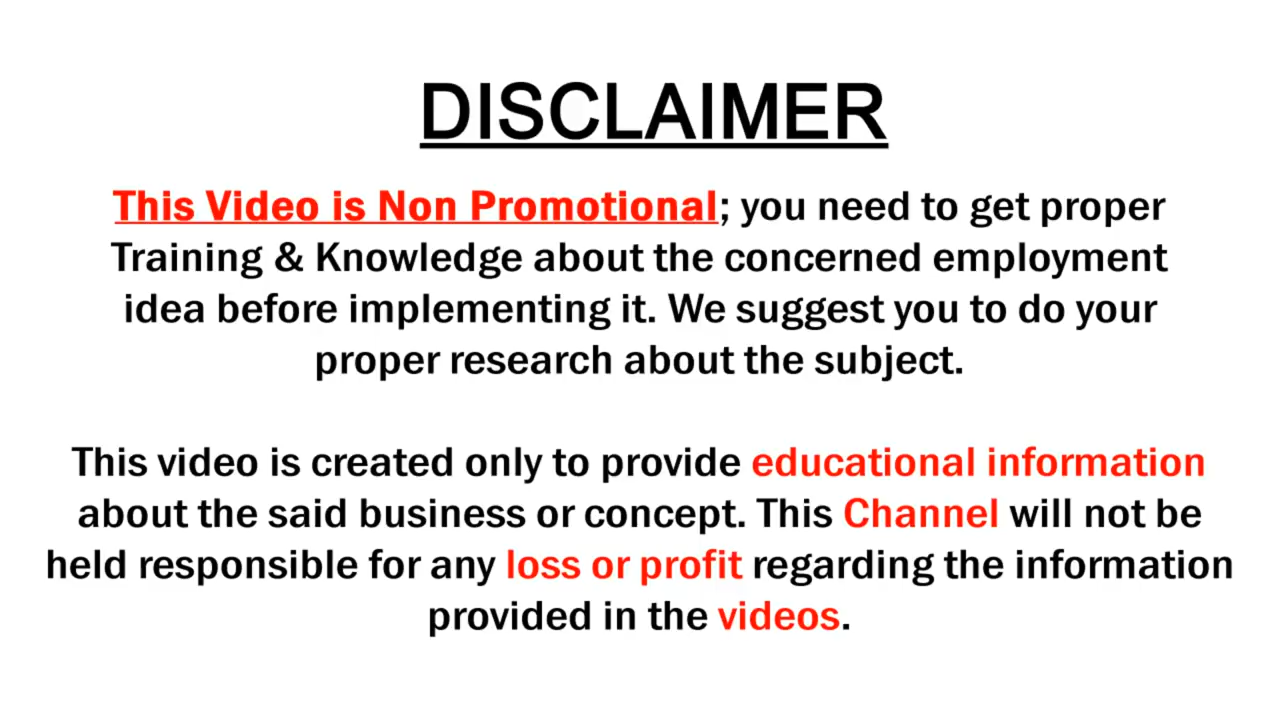 DISCLAIMER
This Video is Non Promotional; you need to get proper
Training & Knowledge about the concerned employment
idea before implementing it. We suggest you to do your
proper research about the subject.
This video is created only to provide educational information
about the said business or concept. This Channel will not be
held responsible for any loss or profit regarding the information
provided in the videos.